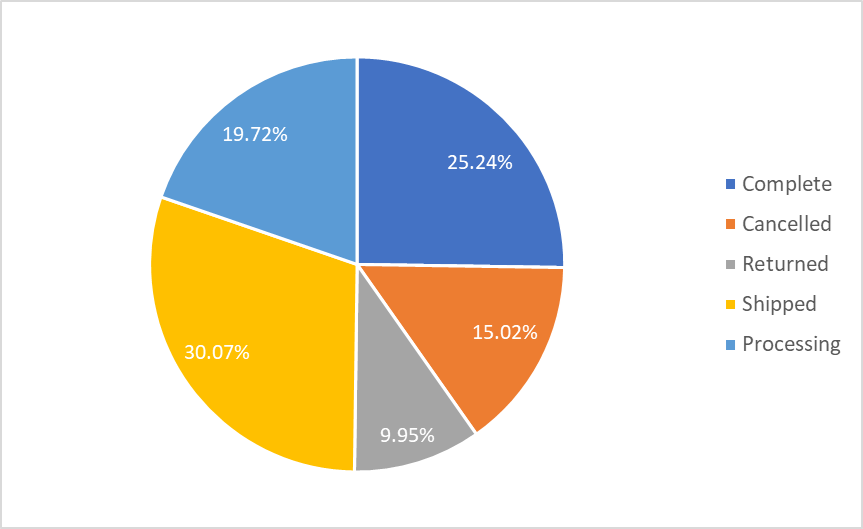 19.72%
25.24%
15.02%
30.07%
9.95%
Complete
Cancelled
Returned
Shipped
Processing